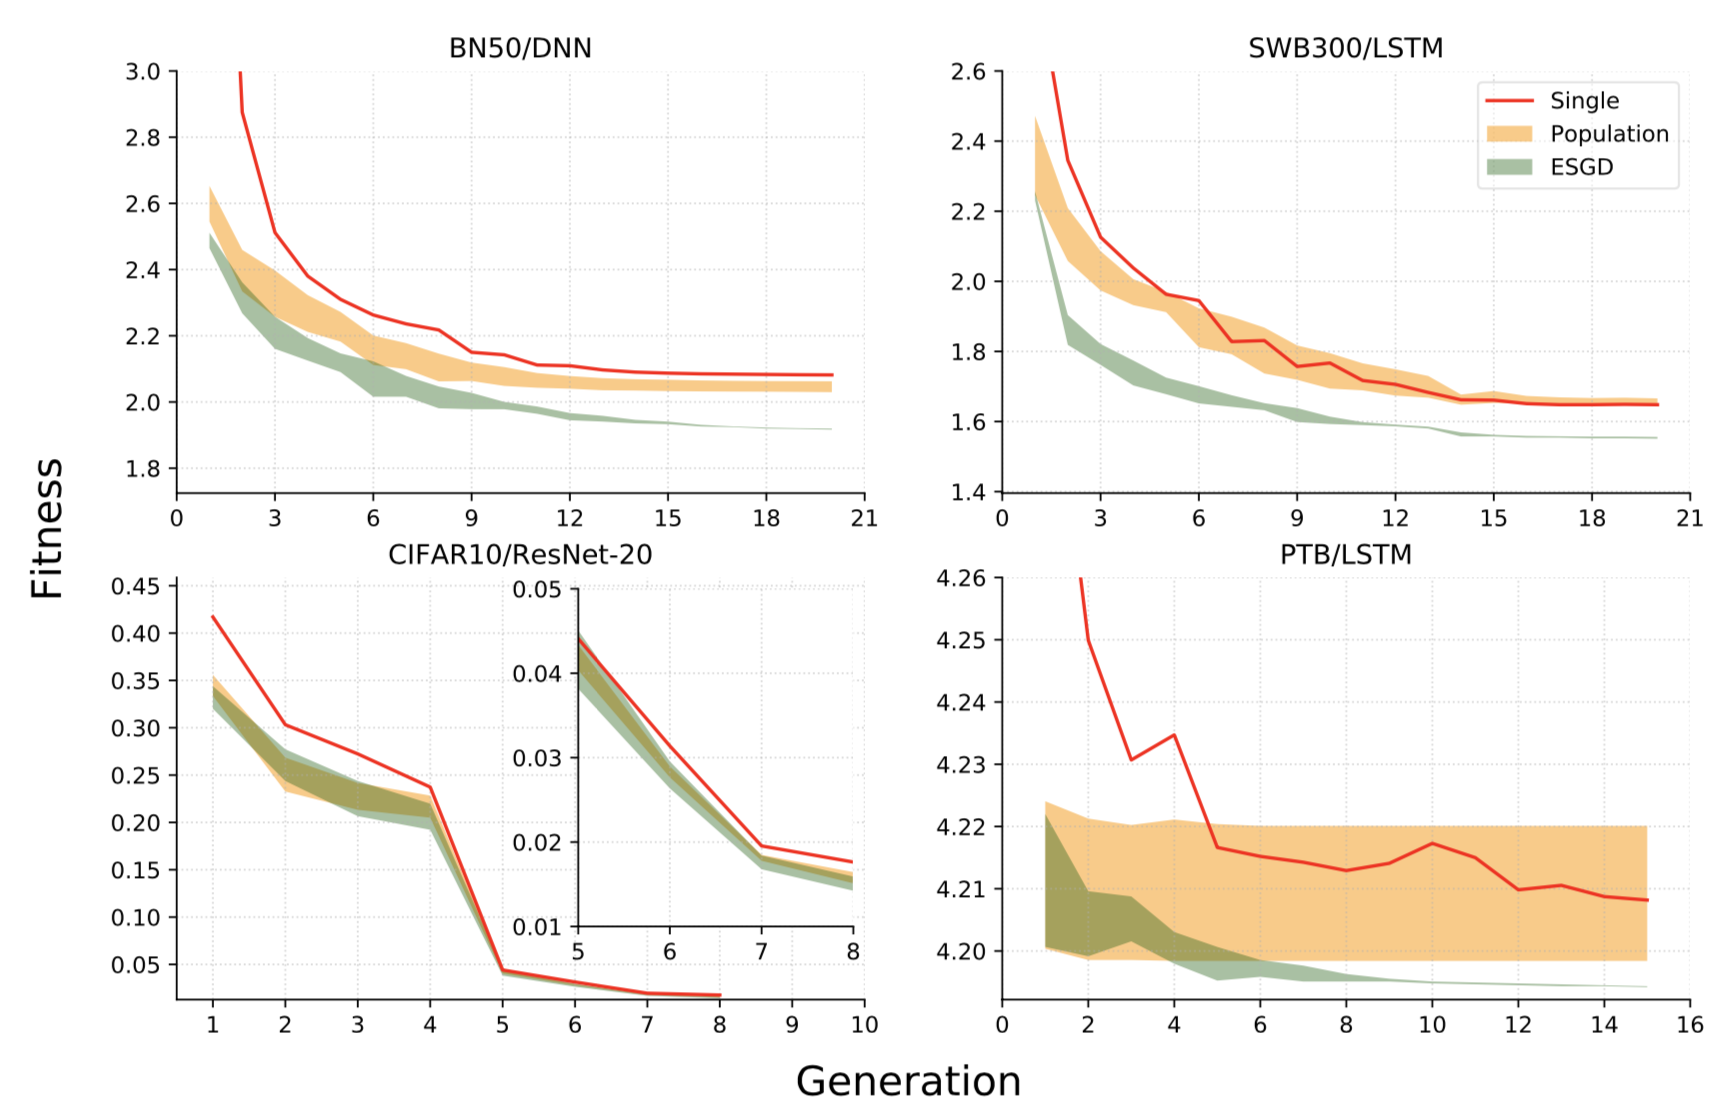 Fitness
BN50/DNN
3.0
2.8
2.6
2.4
2.2
2.0
1.8
0 3 6 9 12 15 18 21
SWB300/LSTM
2.6
2.4
2.2
2.0
1.8
1.6
1.4
0 3 6 9 12 15 18 21
Single
Population
ESGD
CIFAR10/ResNet-20
0.45
0.40
0.35
0.30
0.25
0.20
0.15
0.10
0.05
1 2 3 4 5 6 7 8 9 10
0.05
0.04
0.03
0.02
0.01
5 6 7 8
PTB/LSTM
4.26
4.25
4.24
4.23
4.22
4.21
4.20
0 2 4 6 8 10 12 14 16
Generation